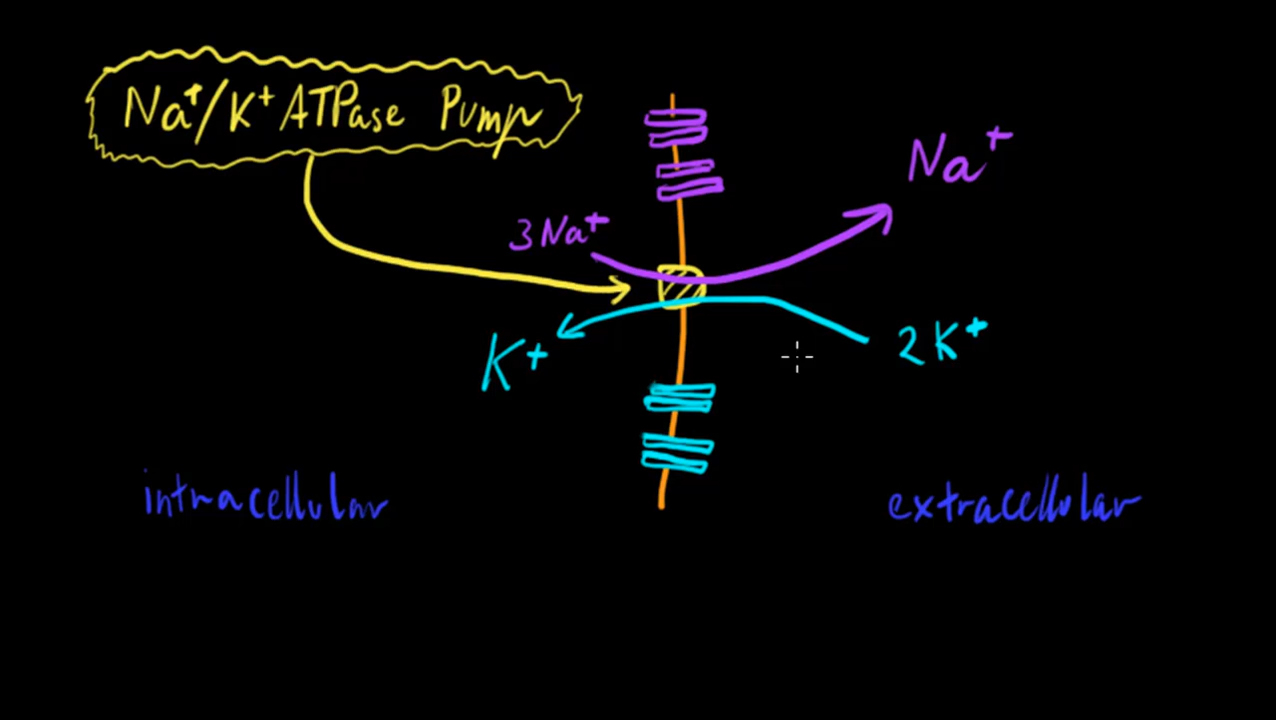 Na⁺/K⁺ ATPase Pump
Na⁺
3Na⁺
K⁺
2K⁺
intracellular
extracellular